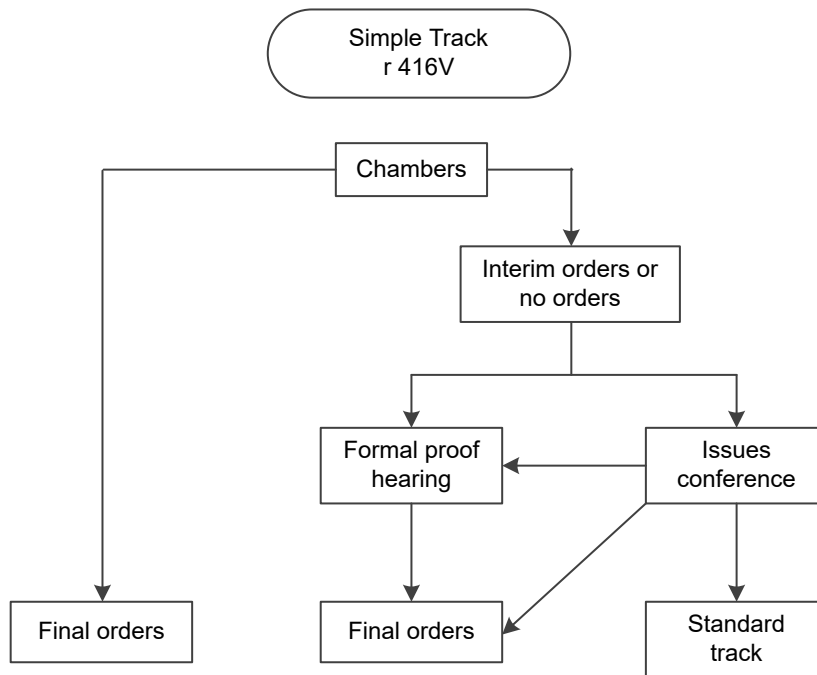 Simple Track
r 416V
Chambers
Interim orders or
no orders
Formal proof
hearing
Issues
conference
Final orders
Final orders
Standard
track